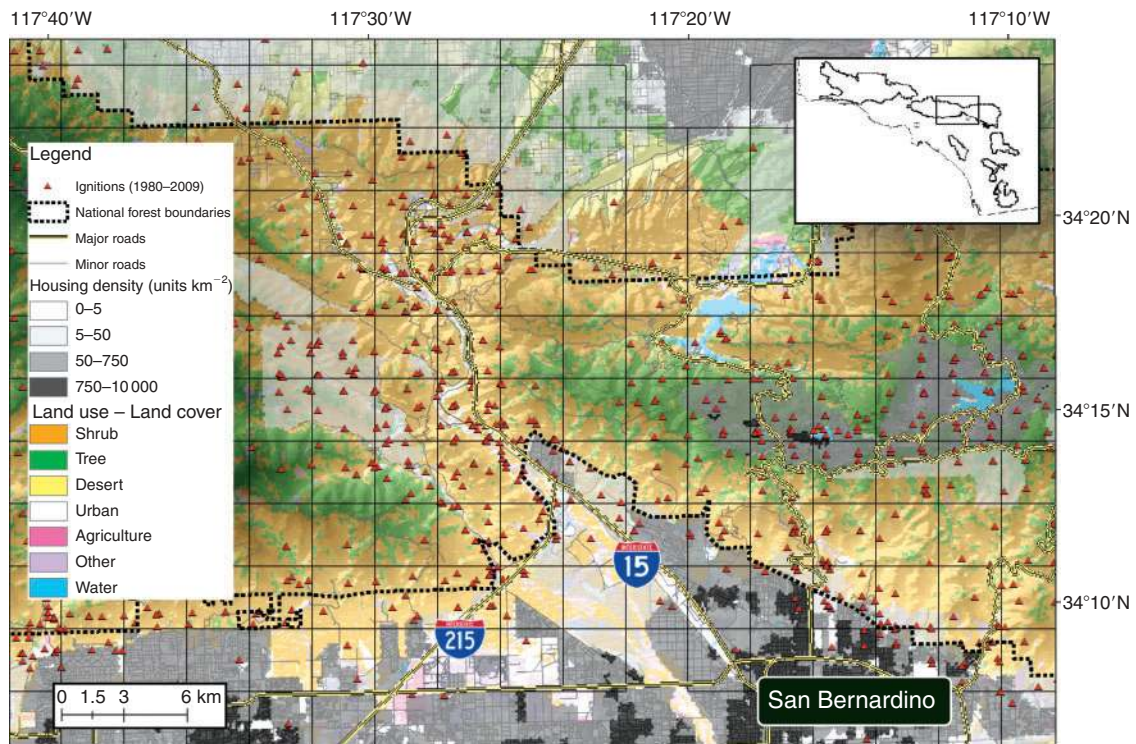 117°40′W 117°30′W 117°20′W 117°10′W
Legend
Ignitions (1980–2009)
National forest boundaries
Major roads
Minor roads
Housing density (units km−2)
0–5
5–50
50–750
750–10 000
Land use – Land cover
Shrub
Tree
Desert
Urban
Agriculture
Other
Water
34°20′N
34°15′N
34°10′N
INTERSTATE
15
INTERSTATE
215
0 1.5 3 6 km
San Bernardino